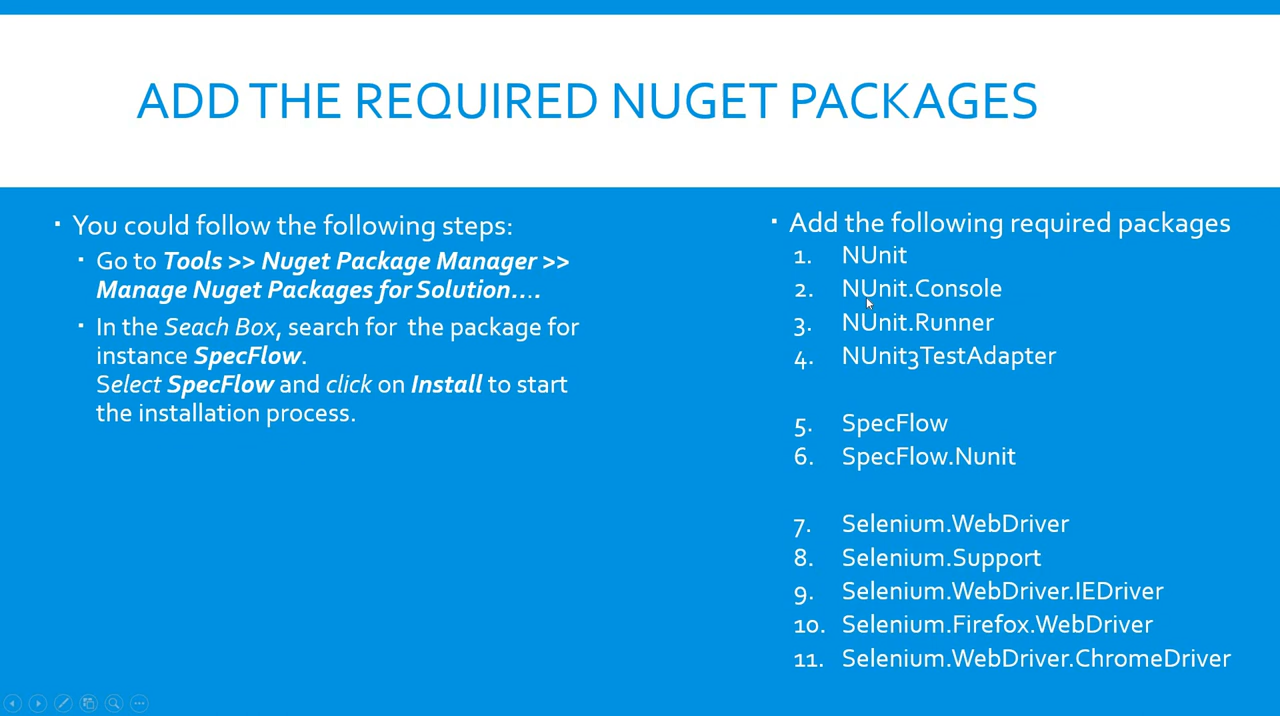 ADD THE REQUIRED NUGET PACKAGES
▪ You could follow the following steps:
▪ Go to Tools >> Nuget Package Manager >>
Manage Nuget Packages for Solution....
▪ In the Seach Box, search for the package for
instance SpecFlow.
Select SpecFlow and click on Install to start
the installation process.
▪ Add the following required packages
1. NUnit
2. NUnit.Console
3. NUnit.Runner
4. NUnit3TestAdapter
5. SpecFlow
6. SpecFlow.Nunit
7. Selenium.WebDriver
8. Selenium.Support
9. Selenium.WebDriver.IEDriver
10. Selenium.Firefox.WebDriver
11. Selenium.WebDriver.ChromeDriver